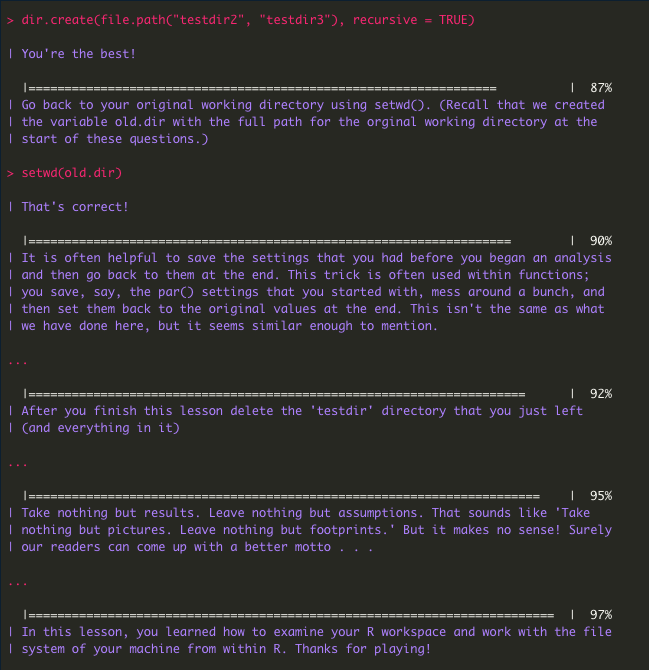 > dir.create(file.path("testdir2", "testdir3"), recursive = TRUE)
| You're the best!
|================================================================= | 87%
| Go back to your original working directory using setwd(). (Recall that we created
| the variable old.dir with the full path for the orginal working directory at the
| start of these questions.)
> setwd(old.dir)
| That's correct!
|=================================================================== | 90%
| It is often helpful to save the settings that you had before you began an analysis
| and then go back to them at the end. This trick is often used within functions;
| you save, say, the par() settings that you started with, mess around a bunch, and
| then set them back to the original values at the end. This isn't the same as what
| we have done here, but it seems similar enough to mention.
...
|===================================================================== | 92%
| After you finish this lesson delete the 'testdir' directory that you just left
| (and everything in it)
...
|======================================================================= | 95%
| Take nothing but results. Leave nothing but assumptions. That sounds like 'Take
| nothing but pictures. Leave nothing but footprints.' But it makes no sense! Surely
| our readers can come up with a better motto . . .
...
|========================================================================= | 97%
| In this lesson, you learned how to examine your R workspace and work with the file
| system of your machine from within R. Thanks for playing!